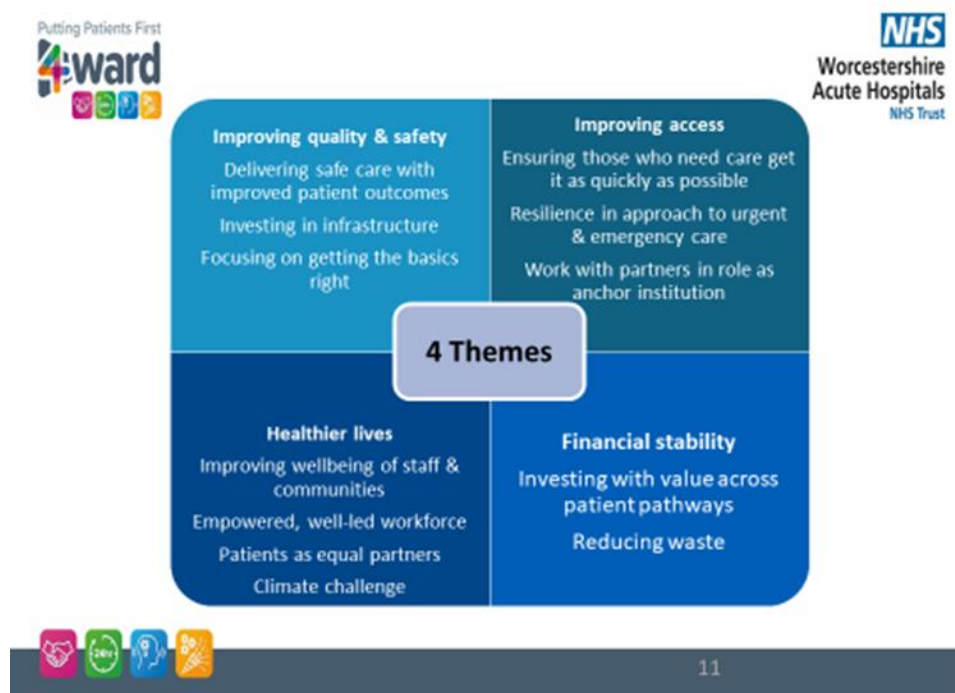 Putting Patients First
4ward
NHS
Worcestershire
Acute Hospitals
NHS Trust
Improving quality & safety
Delivering safe care with
improved patient outcomes
Investing in infrastructure
Focusing on getting the basics
right
Improving access
Ensuring those who need care get
it as quickly as possible
Resilience in approach to urgent
& emergency care
Work with partners in role as
anchor institution
4 Themes
Healthier lives
Improving wellbeing of staff &
communities
Empowered, well-led workforce
Patients as equal partners
Climate challenge
Financial stability
Investing with value across
patient pathways
Reducing waste
24hr
11